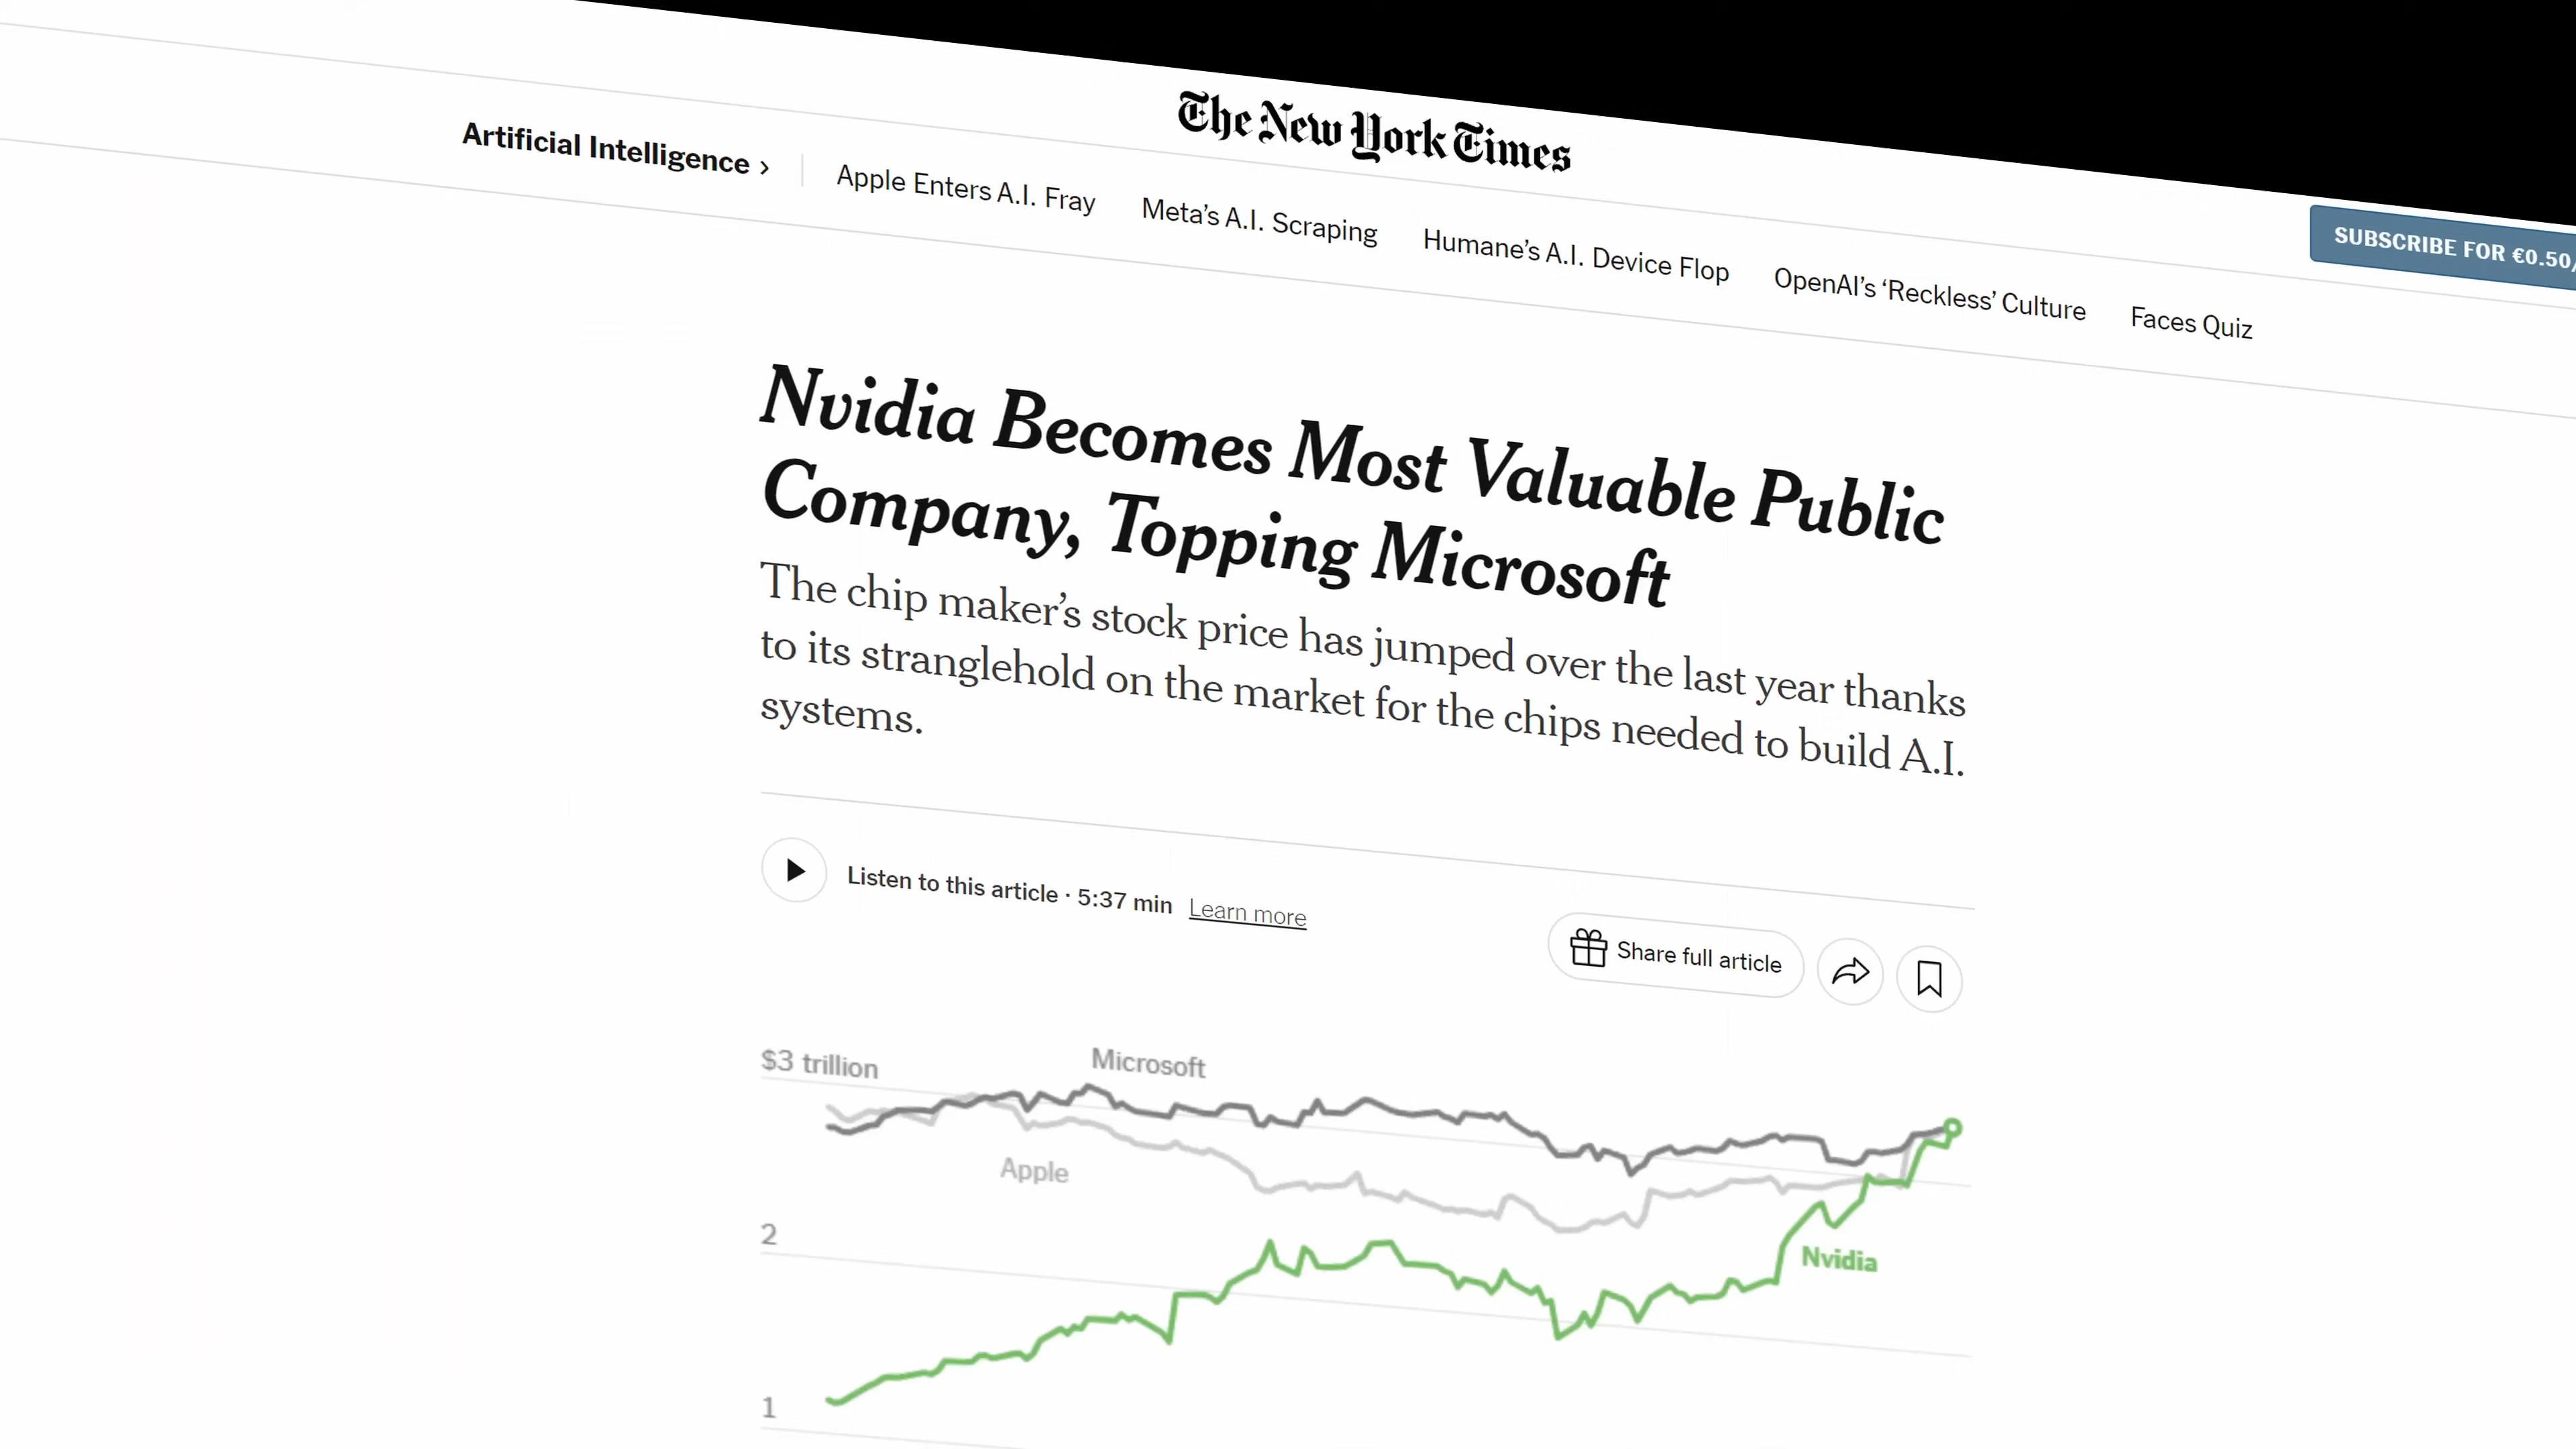 The New York Times
SUBSCRIBE FOR €0.50/
Artificial Intelligence ›
Apple Enters A.I. Fray
Meta’s A.I. Scraping
Humane’s A.I. Device Flop
OpenAI’s ‘Reckless’ Culture
Faces Quiz
Nvidia Becomes Most Valuable Public
Company, Topping Microsoft
The chip maker’s stock price has jumped over the last year thanks
to its stranglehold on the market for the chips needed to build A.I.
systems.
Listen to this article · 5:37 min Learn more
Share full article
$3 trillion
Microsoft
Apple
2
Nvidia
1